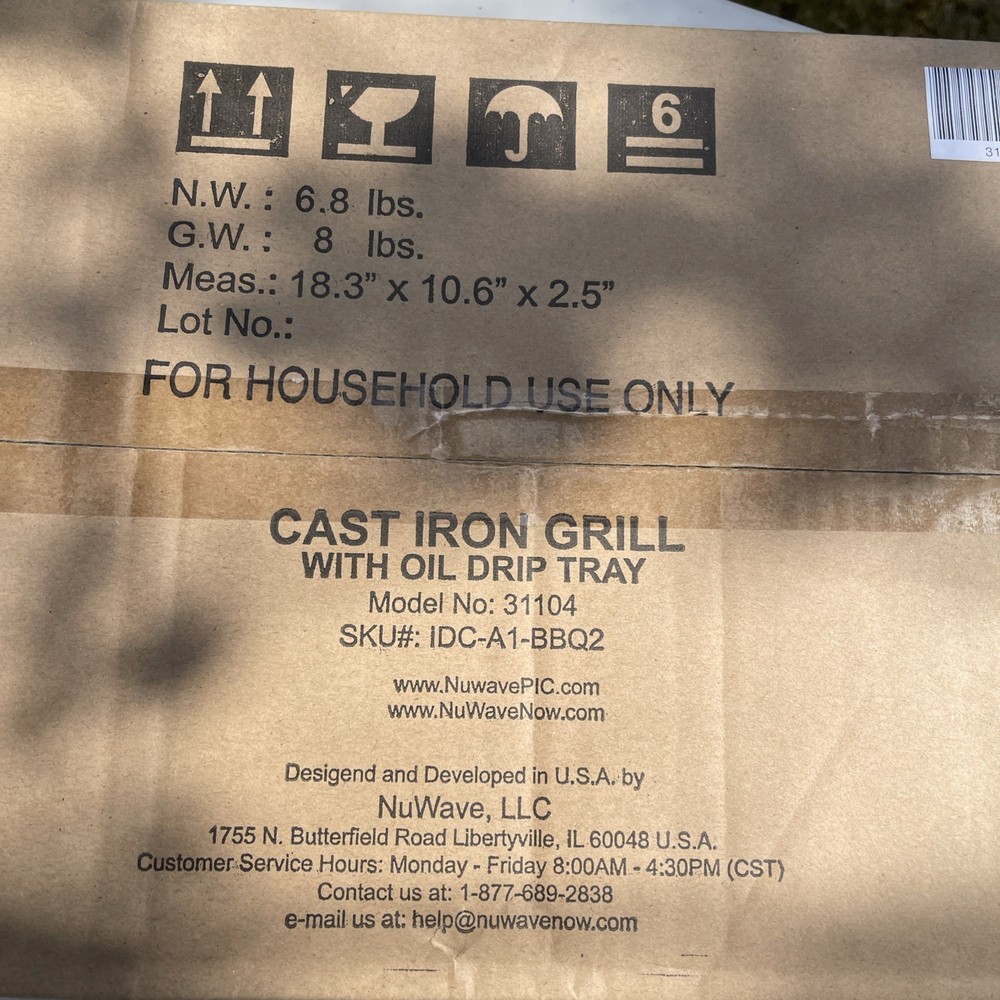 6
31
N.W. : 6.8 lbs.
G.W. : 8 lbs.
Meas.: 18.3” x 10.6” x 2.5”
Lot No.:
FOR HOUSEHOLD USE ONLY
CAST IRON GRILL
WITH OIL DRIP TRAY
Model No: 31104
SKU#: IDC-A1-BBQ2
www.NuwavePIC.com
www.NuWaveNow.com
Desigend and Developed in U.S.A. by
NuWave, LLC
1755 N. Butterfield Road Libertyville, IL 60048 U.S.A.
Customer Service Hours: Monday - Friday 8:00AM - 4:30PM (CST)
Contact us at: 1-877-689-2838
e-mail us at: help@nuwavenow.com